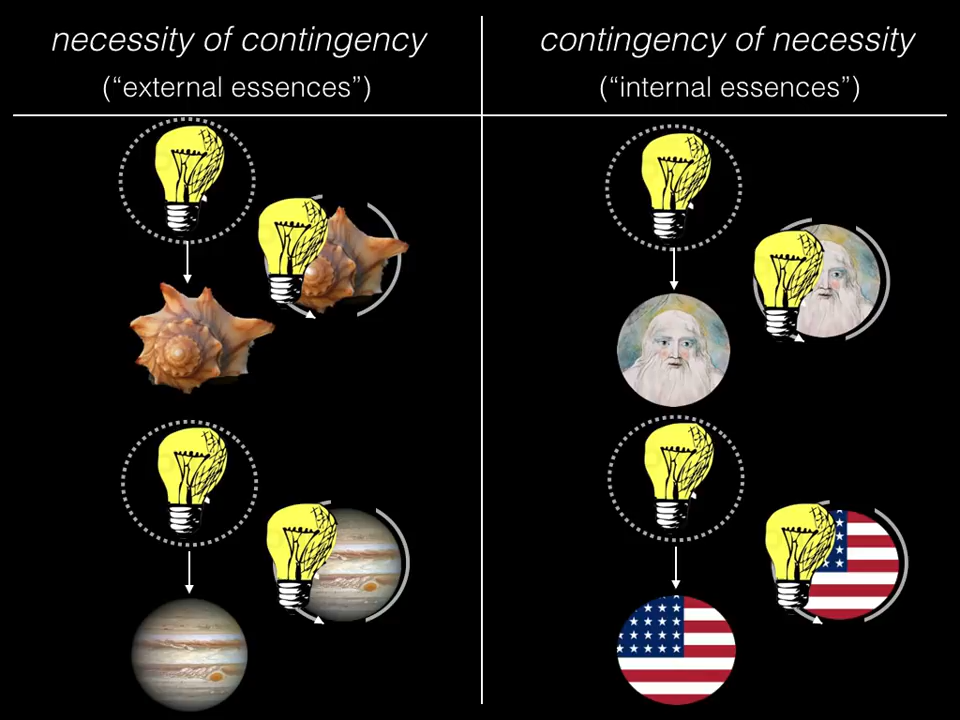 necessity of contingency
(“external essences”)
contingency of necessity
(“internal essences”)